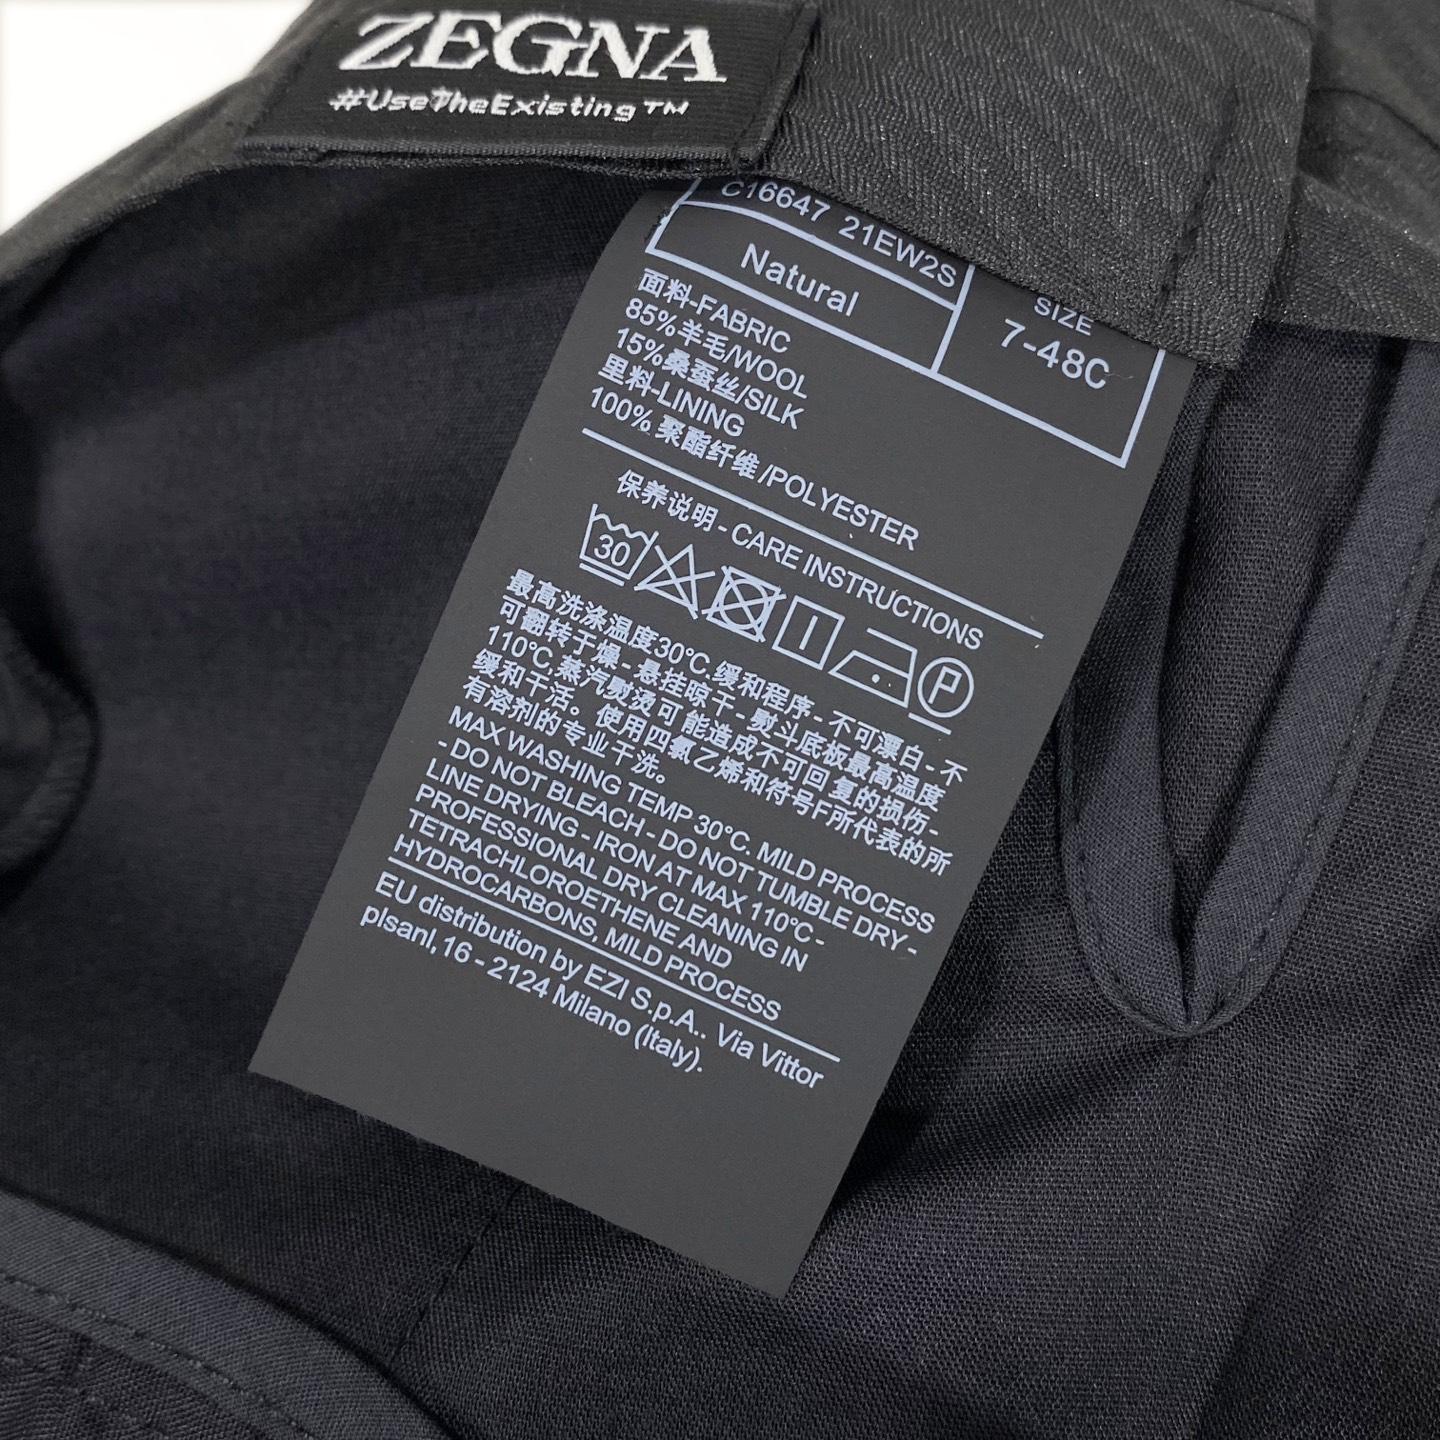 ZEGNA
#UseTheExisting™
C16647 21EW2S
Natural
SIZE
7-48C
面料-FABRIC
85%羊毛/WOOL
15%桑蚕丝/SILK
里料-LINING
100% 聚酯纤维 /POLYESTER
保养说明 - CARE INSTRUCTIONS
30
P
最高洗涤温度30°C. 缓和程序 - 不可漂白 - 不
可翻转于燥 - 悬挂晾干 - 熨斗底板最高温度
110°C. 蒸汽熨烫可 能造成不可回 复的损伤 -
缓和干活。使用四氯乙烯和符号F所代表的所
有溶剂的专业干洗。
MAX WASHING TEMP 30°C. MILD PROCESS
- DO NOT BLEACH - DO NOT TUMBLE DRY -
LINE DRYING - IRON AT MAX 110°C -
PROFESSIONAL DRY CLEANING IN
TETRACHLOROETHENE AND
HYDROCARBONS, MILD PROCESS
EU distribution by EZI S.p.A.. Via Vittor
plsanl, 16 - 2124 Milano (Italy).